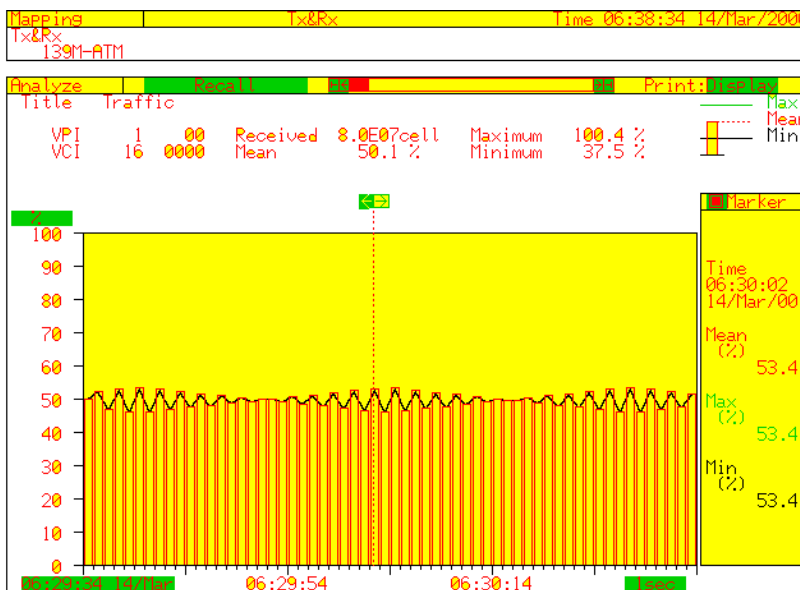 Mapping Tx&Rx Time 06:38:34 14/Mar/200
Tx&Rx
139M-ATM
Analyze Recall Print:Display
Title Traffic
Max
Mean
Min
VPI 1 00 Received 8.0E07cell Maximum 100.4 %
VCI 16 0000 Mean 50.1 % Minimum 37.5 %
Marker
%
100
90
80
70
60
50
40
30
20
10
0
Time
06:30:02
14/Mar/00
Mean
(%)
53.4
Max
(%)
53.4
Min
(%)
53.4
06:29:34 14/Mar 06:29:54 06:30:14 1sec